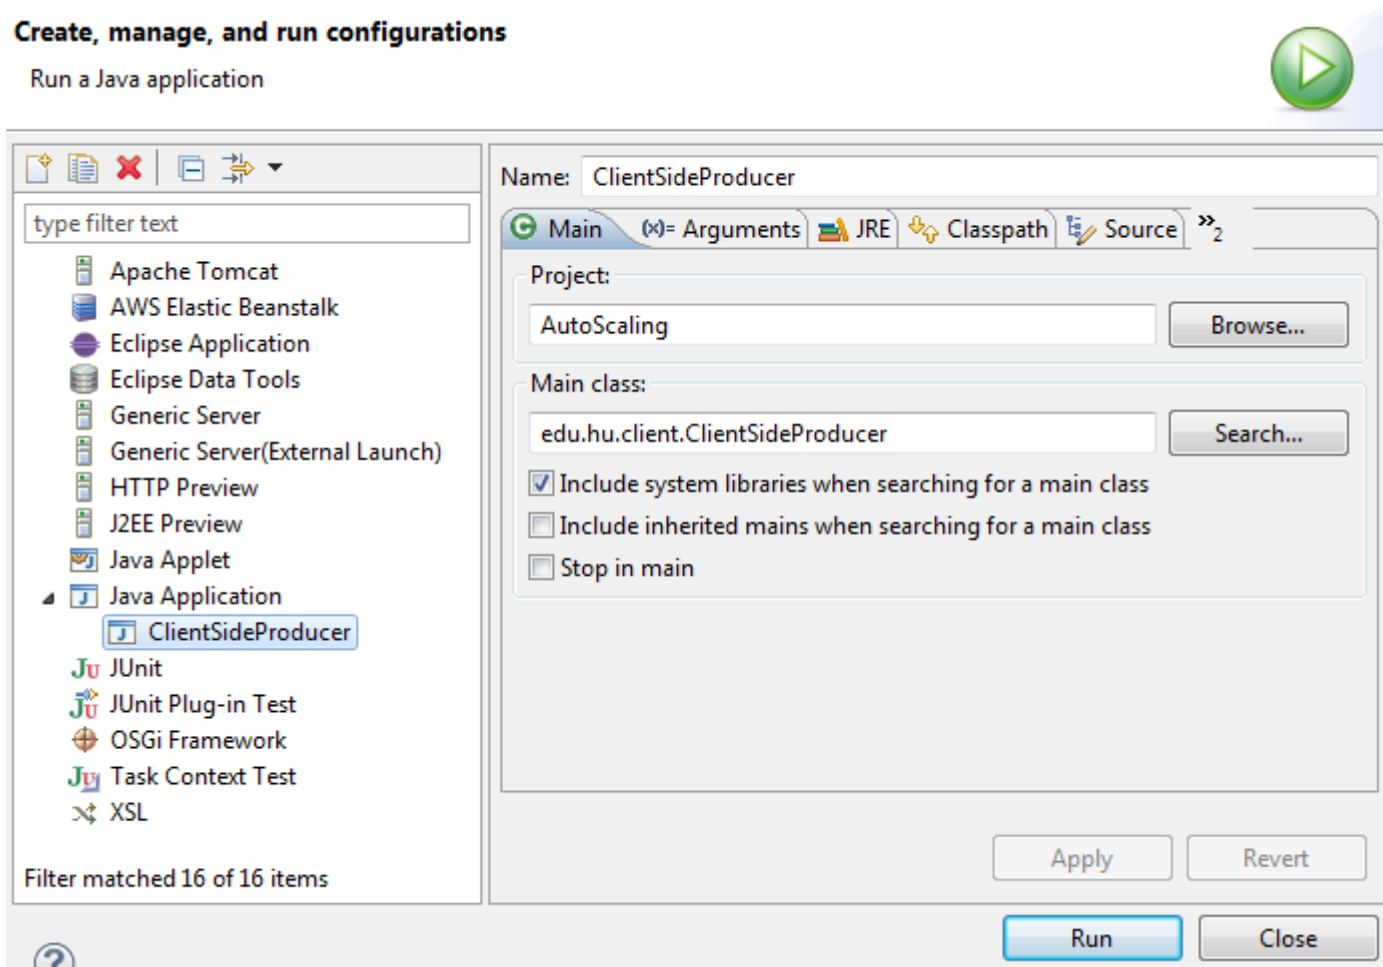 Create, manage, and run configurations
Run a Java application
type filter text
Apache Tomcat
AWS Elastic Beanstalk
Eclipse Application
Eclipse Data Tools
Generic Server
Generic Server(External Launch)
HTTP Preview
J2EE Preview
Java Applet
Java Application
ClientSideProducer
JUnit
JUnit Plug-in Test
OSGi Framework
Task Context Test
XSL
Filter matched 16 of 16 items
Name: ClientSideProducer
Main (x)= Arguments JRE Classpath Source »2
Project:
AutoScaling Browse...
Main class:
edu.hu.client.ClientSideProducer Search...
Include system libraries when searching for a main class
Include inherited mains when searching for a main class
Stop in main
Apply Revert
Run Close